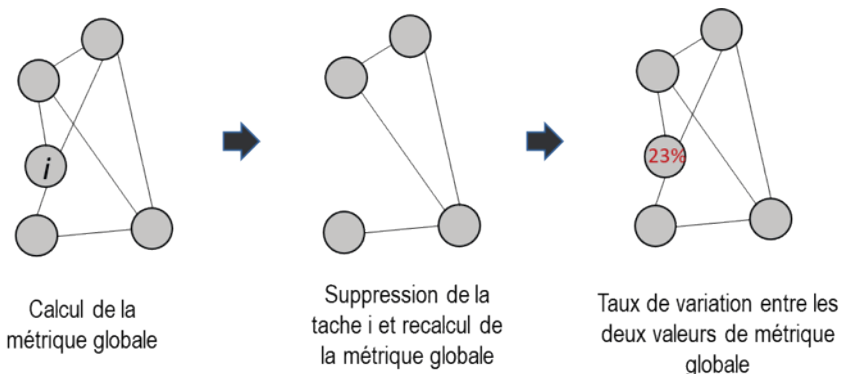 i
23%
Calcul de la
métrique globale
Suppression de la
tache i et recalcul de
la métrique globale
Taux de variation entre les
deux valeurs de métrique
globale